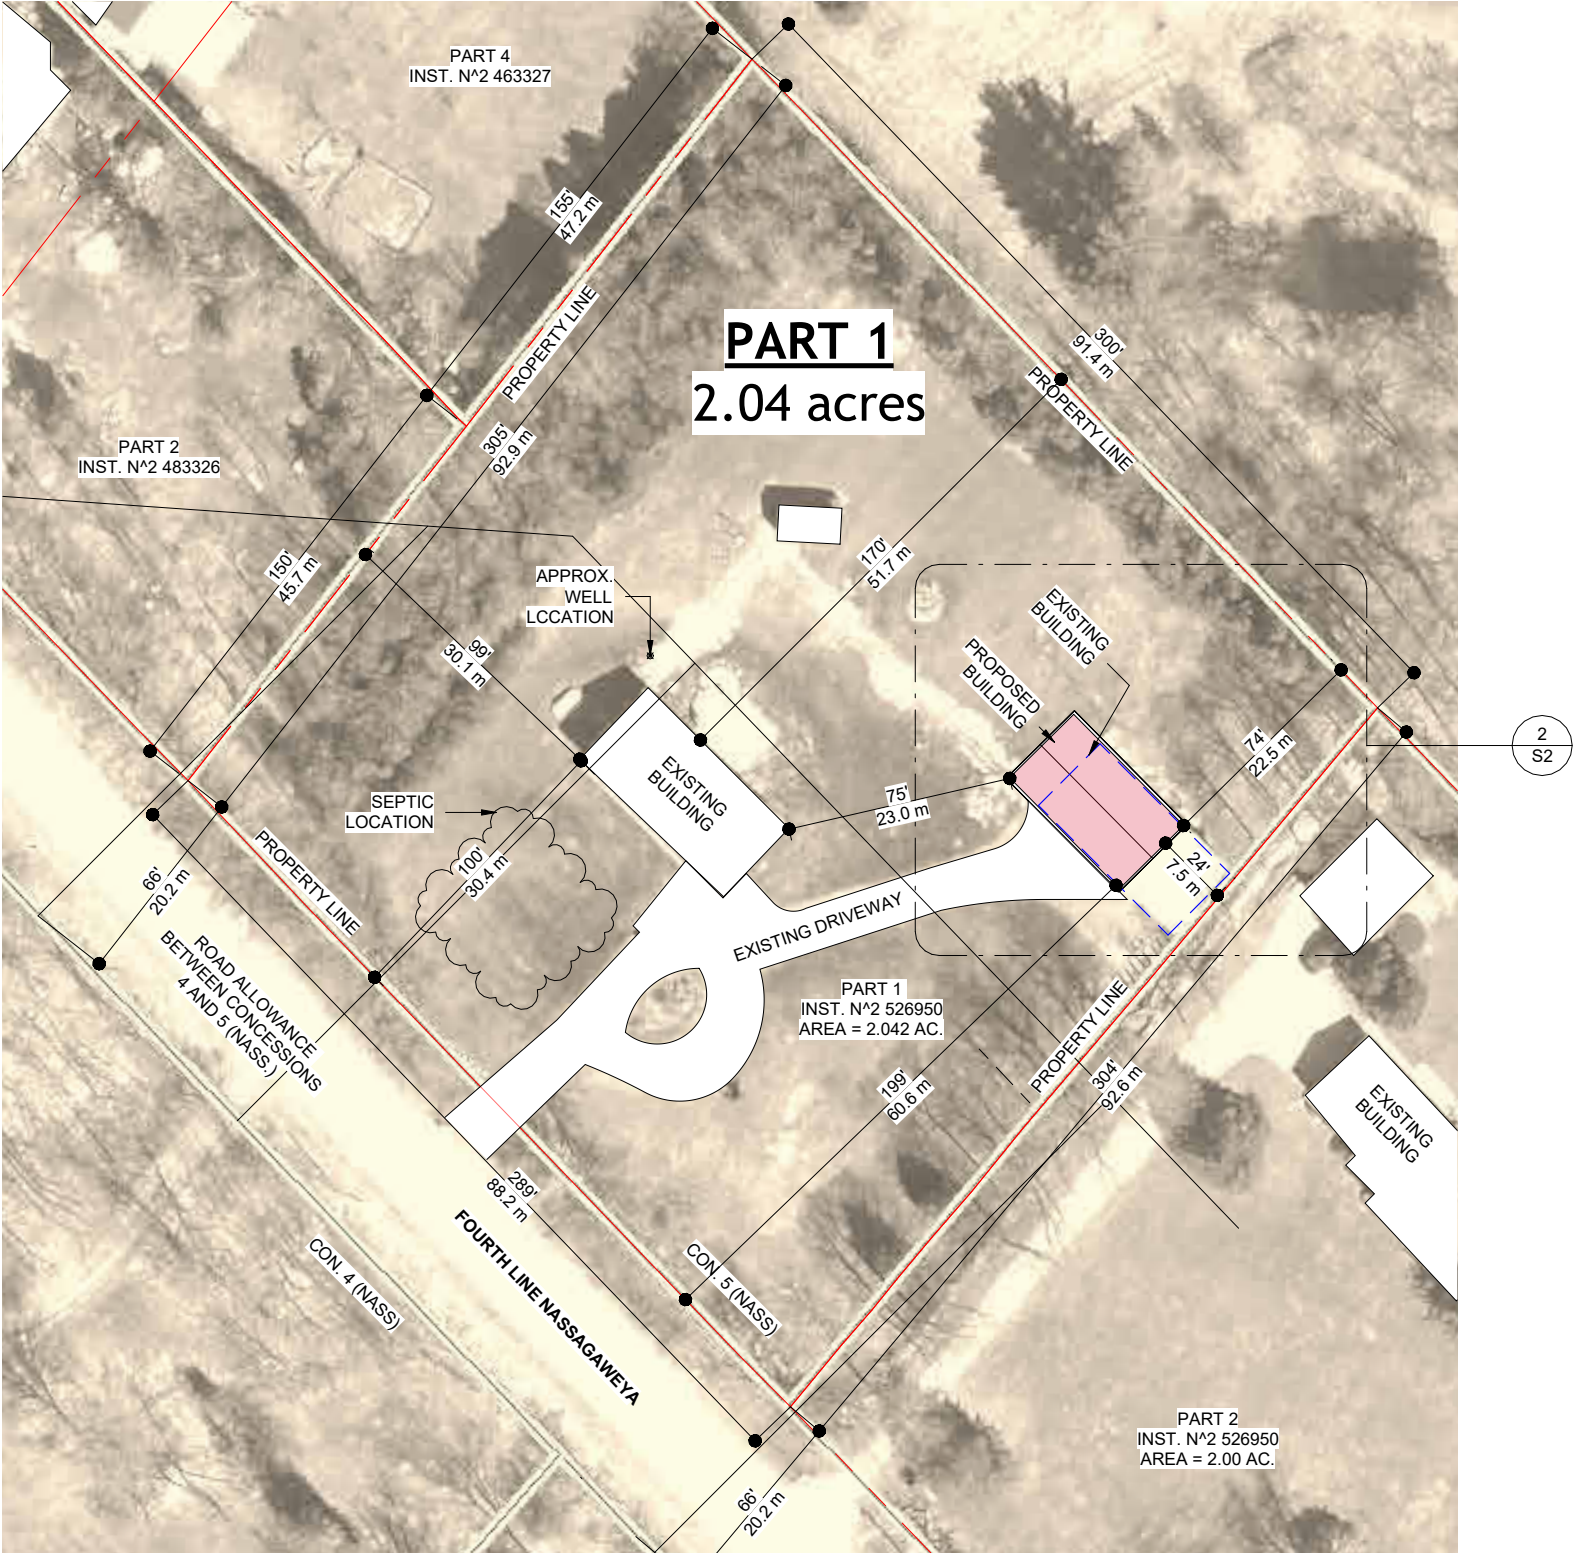 PART 4
INST. N^2 463327
155'
47.2 m
PROPERTY LINE
PART 1
2.04 acres
300'
91.4 m
PROPERTY LINE
PART 2
INST. N^2 483326
305'
92.9 m
150'
45.7 m
170'
51.7 m
APPROX.
WELL
LCCATION
99'
30.1 m
EXISTING
BUILDING
PROPOSED
BUILDING
74'
22.5 m
2
S2
EXISTING
BUILDING
75'
23.0 m
SEPTIC
LOCATION
PROPERTY LINE
100'
30.4 m
24'
7.5 m
66'
20.2 m
EXISTING DRIVEWAY
ROAD ALLOWANCE
BETWEEN CONCESSIONS
4 AND 5 (NASS.)
PART 1
INST. N^2 526950
AREA = 2.042 AC.
PROPERTY LINE
199'
60.6 m
304'
92.6 m
EXISTING
BUILDING
289'
88.2 m
FOURTH LINE NASSAGAWEYA
CON. 4 (NASS)
CON. 5 (NASS)
PART 2
INST. N^2 526950
AREA = 2.00 AC.
66'
20.2 m